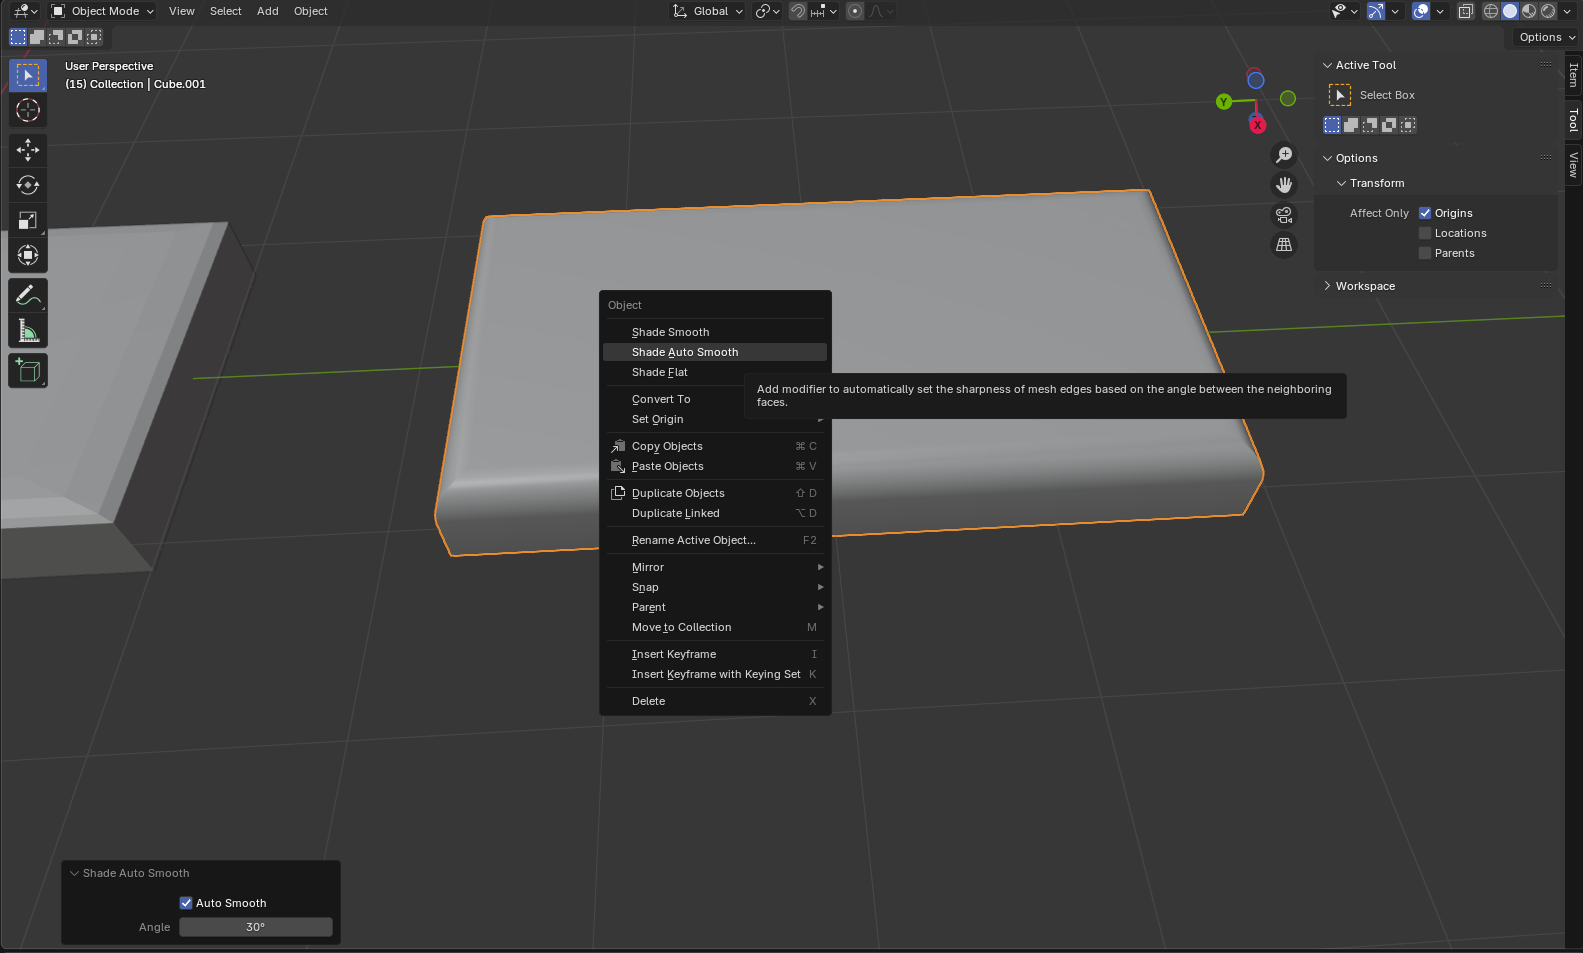 Object Mode
View
Select
Add
Object
Global
Options
User Perspective
(15) Collection | Cube.001
Y
X
Active Tool
Select Box
Options
Transform
Affect Only
Origins
Locations
Parents
Workspace
Item
Tool
View
Object
Shade Smooth
Shade Auto Smooth
Shade Flat
Add modifier to automatically set the sharpness of mesh edges based on the angle between the neighboring
faces.
Convert To
Set Origin
Copy Objects ⌘ C
Paste Objects ⌘ V
Duplicate Objects ⇧ D
Duplicate Linked ⌥ D
Rename Active Object... F2
Mirror
Snap
Parent
Move to Collection M
Insert Keyframe I
Insert Keyframe with Keying Set K
Delete X
Shade Auto Smooth
Auto Smooth
Angle 30°